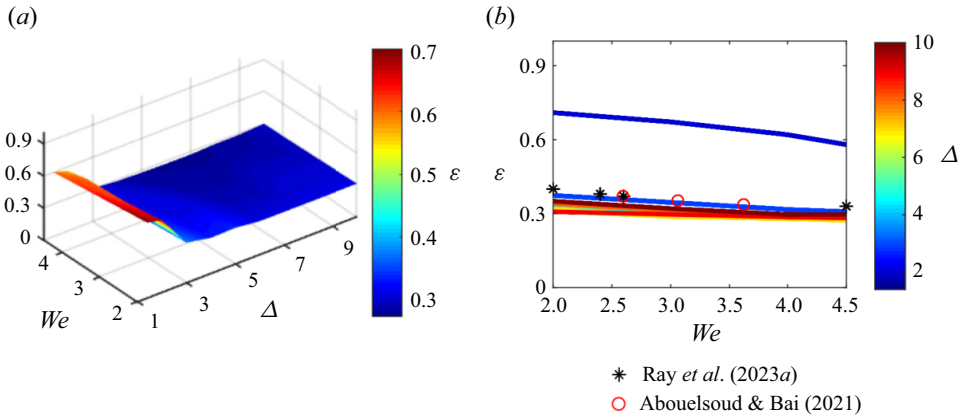 (a)
0.9
0.6
0.3
0
4
3
2
We
1
3
5
7
9
Δ
0.7
0.6
0.5
0.4
0.3
ε
(b)
0.9
0.6
0.3
0
ε
2.0 2.5 3.0 3.5 4.0 4.5
We
10
8
6
4
2
Δ
Ray et al. (2023a)
Abouelsoud & Bai (2021)